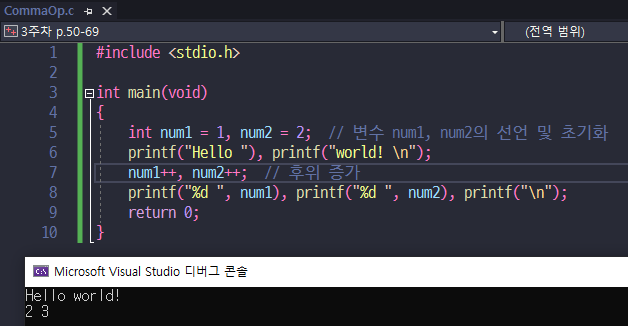 CommaOp.c
3주차 p.50-69
(전역 범위)
1 #include <stdio.h>
2
3 int main(void)
4 {
5 int num1 = 1, num2 = 2;  // 변수 num1, num2의 선언 및 초기화
6 printf("Hello "), printf("world! \n");
7 num1++, num2++;  // 후위 증가
8 printf("%d ", num1), printf("%d ", num2), printf("\n");
9 return 0;
10 }
Microsoft Visual Studio 디버그 콘솔
Hello world!
2 3